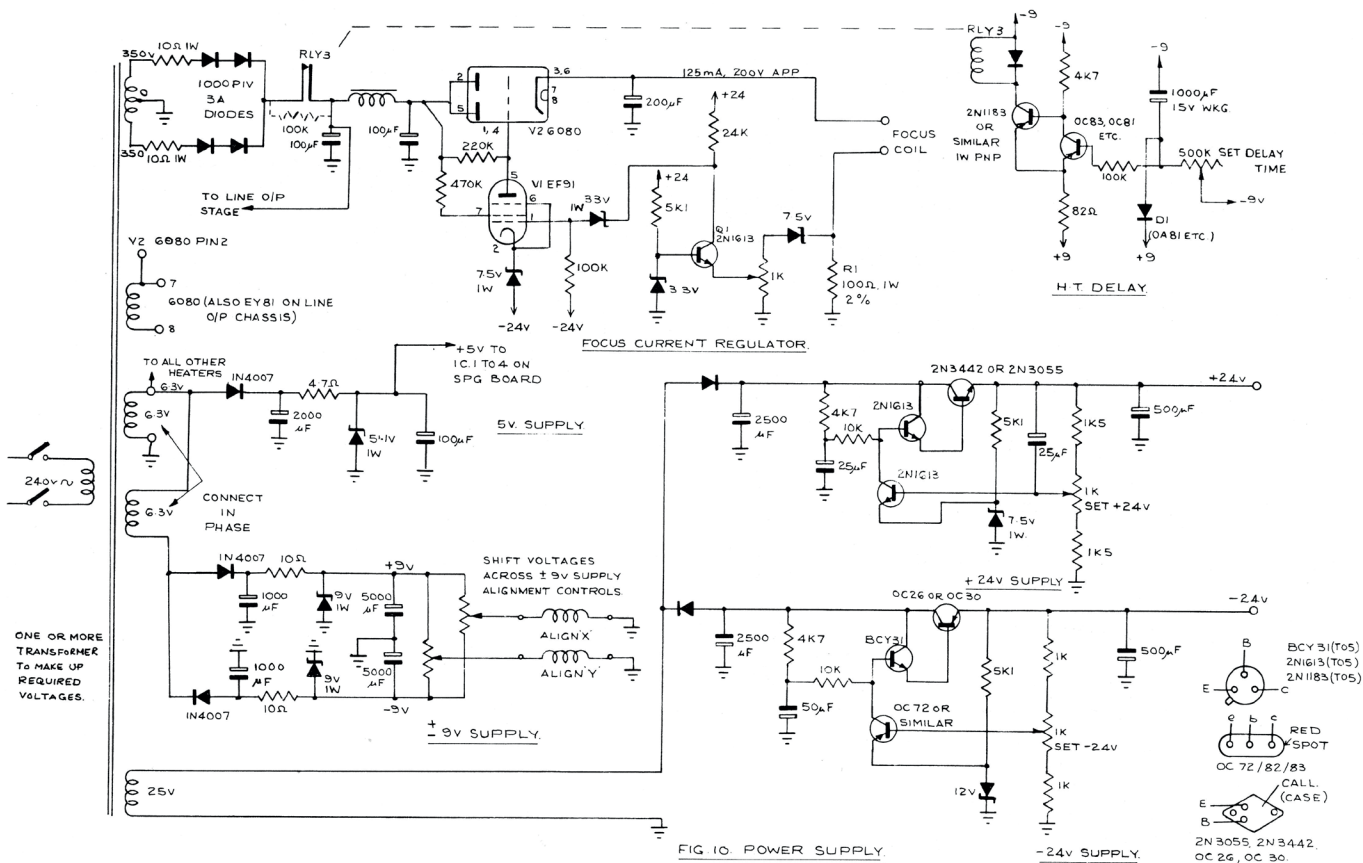 350V
10Ω 1W
1000 PIV
3A
DIODES
350
10Ω 1W
RLY3
100K
100μF
TO LINE O/P
STAGE
100μF
2
5
1,4
3,6
7
8
V2 6080
220K
470K
5
V1 EF91
6
7
1
2
7.5V
1W
-24V
100K
-24V
33V
1W
125mA, 200V APP
200μF
+24
24K
+24
5K1
Q1
2N1613
3.3V
1K
7.5V
R1
100Ω, 1W
2%
FOCUS
COIL
FOCUS CURRENT REGULATOR.
RLY3
-9
-9
4K7
2N1183
OR
SIMILAR
1W PNP
OC83, OC81
ETC.
82Ω
+9
100K
-9
1000μF
15V WKG
500K
SET DELAY
TIME
-9V
D1
(OA81 ETC.)
+9
H.T. DELAY.
V2 6080 PIN2
7
6080 (ALSO EY81 ON LINE
O/P CHASSIS)
8
TO ALL OTHER
HEATERS
6.3V
6.3V
1N4007
4.7Ω
2000
μF
5.1V
1W
100μF
+5V TO
I.C. 1 TO 4 ON
SPG BOARD
5V. SUPPLY.
240V~
6.3V
CONNECT
IN
PHASE
1N4007
10Ω
+9V
1000
μF
9V
1W
5000
μF
1000
μF
9V
1W
5000
μF
1N4007
10Ω
-9V
SHIFT VOLTAGES
ACROSS ±9V SUPPLY
ALIGNMENT CONTROLS.
ALIGN'X'
ALIGN'Y'
± 9V SUPPLY.
ONE OR MORE
TRANSFORMER
TO MAKE UP
REQUIRED
VOLTAGES.
25V
2N3442 OR 2N3055
+24V
2500
μF
4K7
10K
2N1613
25μF
2N1613
5K1
25μF
1K5
500μF
1K
SET +24V
7.5V
1W.
1K5
+24V SUPPLY
OC26 OR OC30
-24V
2500
μF
4K7
10K
BCY31
50μF
OC72 OR
SIMILAR
5K1
1K
500μF
1K
SET -24V
12V
1K
-24V SUPPLY.
B
E
C
BCY31(TO5)
2N1613(TO5)
2N1183(TO5)
e b c
RED
SPOT
OC 72/82/83
CALL.
(CASE)
E
B
2N3055, 2N3442,
OC26, OC30.
FIG. 10. POWER SUPPLY.